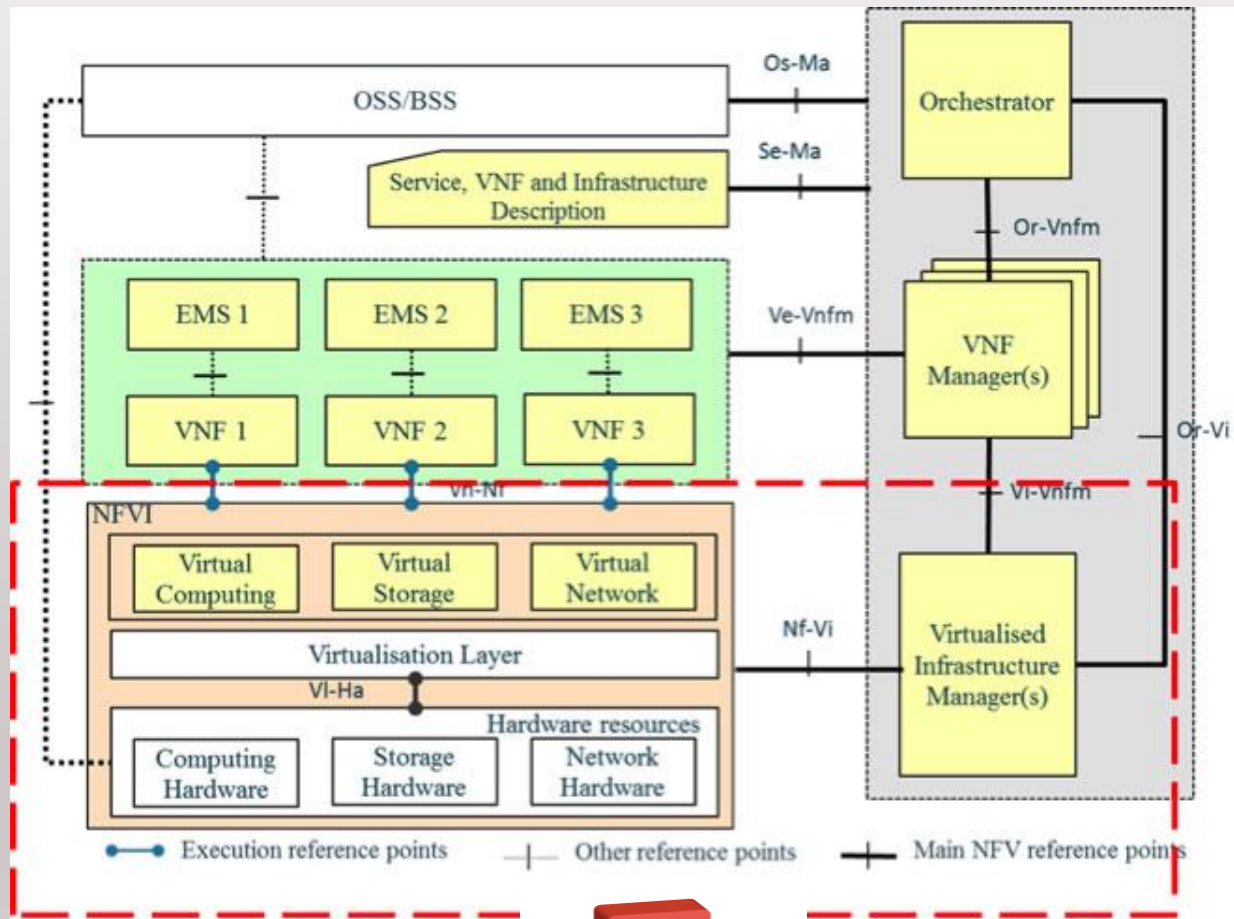 Os-Ma
OSS/BSS
Orchestrator
Se-Ma
Service, VNF and Infrastructure
Description
Or-Vnfm
EMS 1
EMS 2
EMS 3
Ve-Vnfm
VNF
Manager(s)
VNF 1
VNF 2
VNF 3
Or-Vi
Vn-Nf
Vi-Vnfm
NFVI
Virtual
Computing
Virtual
Storage
Virtual
Network
Nf-Vi
Virtualised
Infrastructure
Manager(s)
Virtualisation Layer
Vl-Ha
Hardware resources
Computing
Hardware
Storage
Hardware
Network
Hardware
Execution reference points
Other reference points
Main NFV reference points